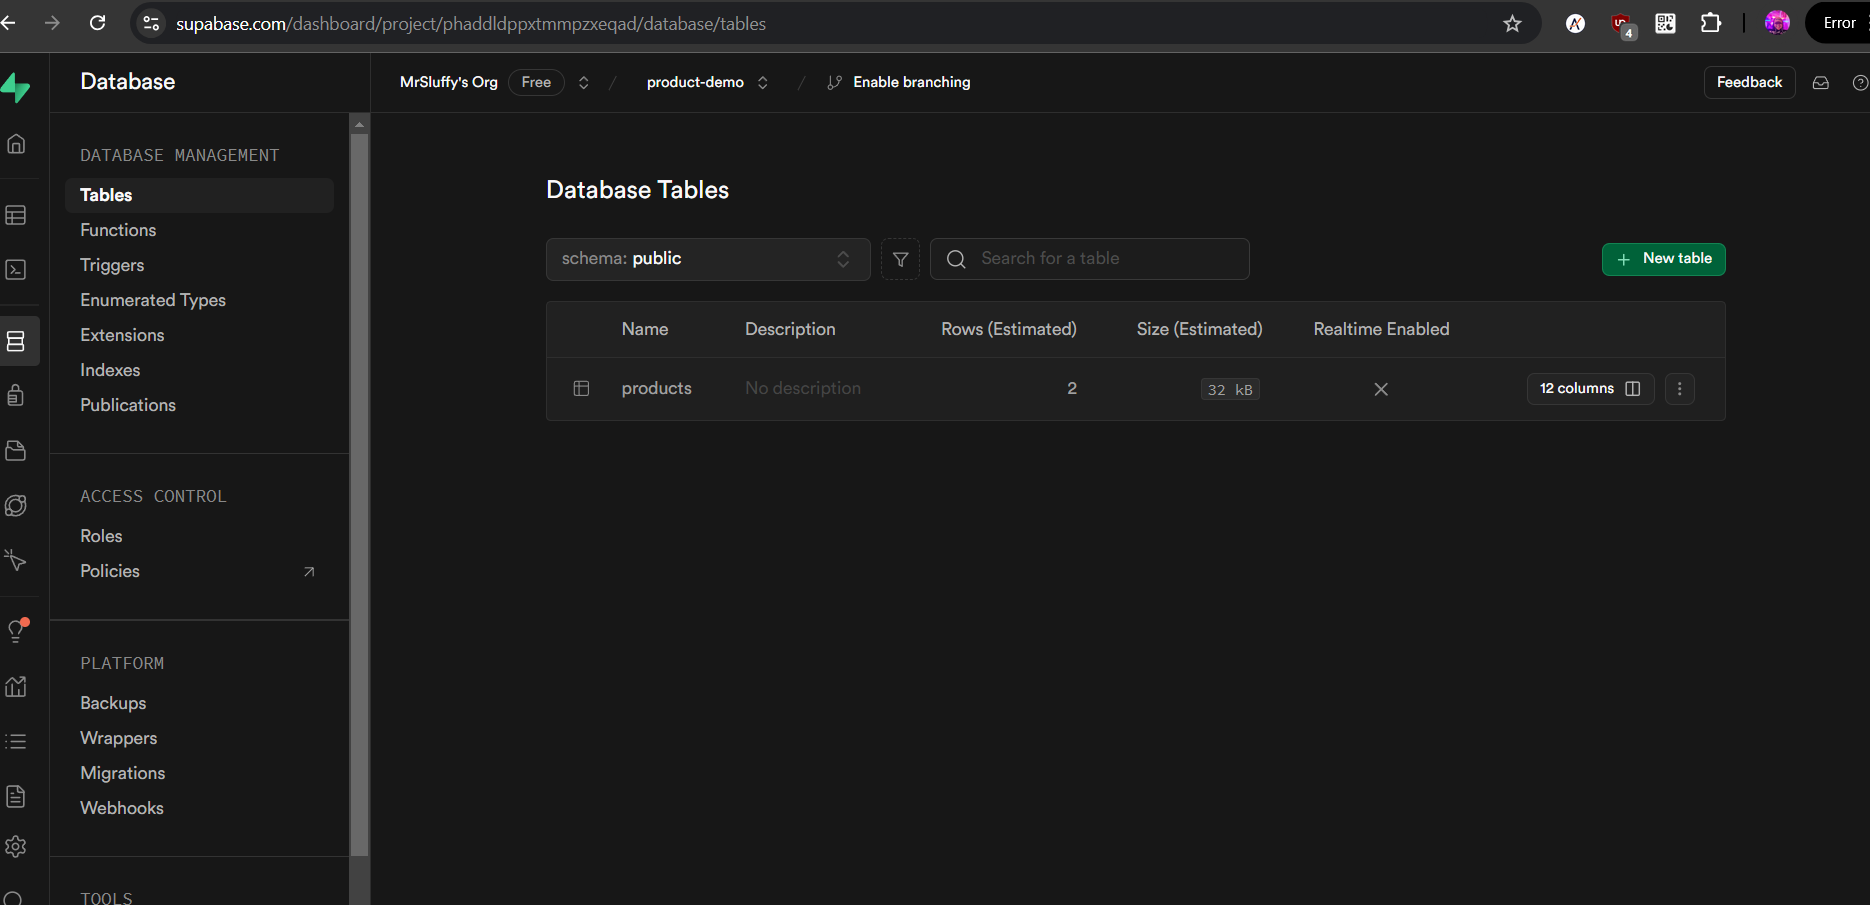 supabase.com/dashboard/project/phaddldppxtmmpzxeqad/database/tables
4
Error
Database
MrSluffy's Org Free / product-demo / Enable branching
Feedback
DATABASE MANAGEMENT
Tables
Functions
Triggers
Enumerated Types
Extensions
Indexes
Publications
ACCESS CONTROL
Roles
Policies
PLATFORM
Backups
Wrappers
Migrations
Webhooks
TOOLS
Database Tables
schema: public
Search for a table
New table
Name Description Rows (Estimated) Size (Estimated) Realtime Enabled
products No description 2 32 kB 12 columns